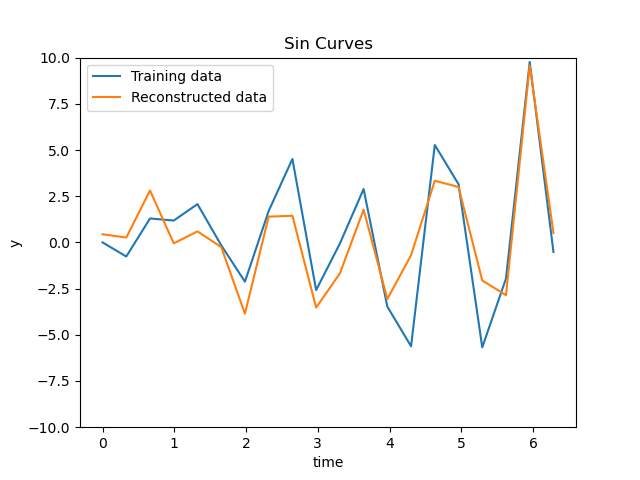 Sin Curves
Training data
Reconstructed data
10.0
7.5
5.0
2.5
0.0
−2.5
−5.0
−7.5
−10.0
y
0 1 2 3 4 5 6
time